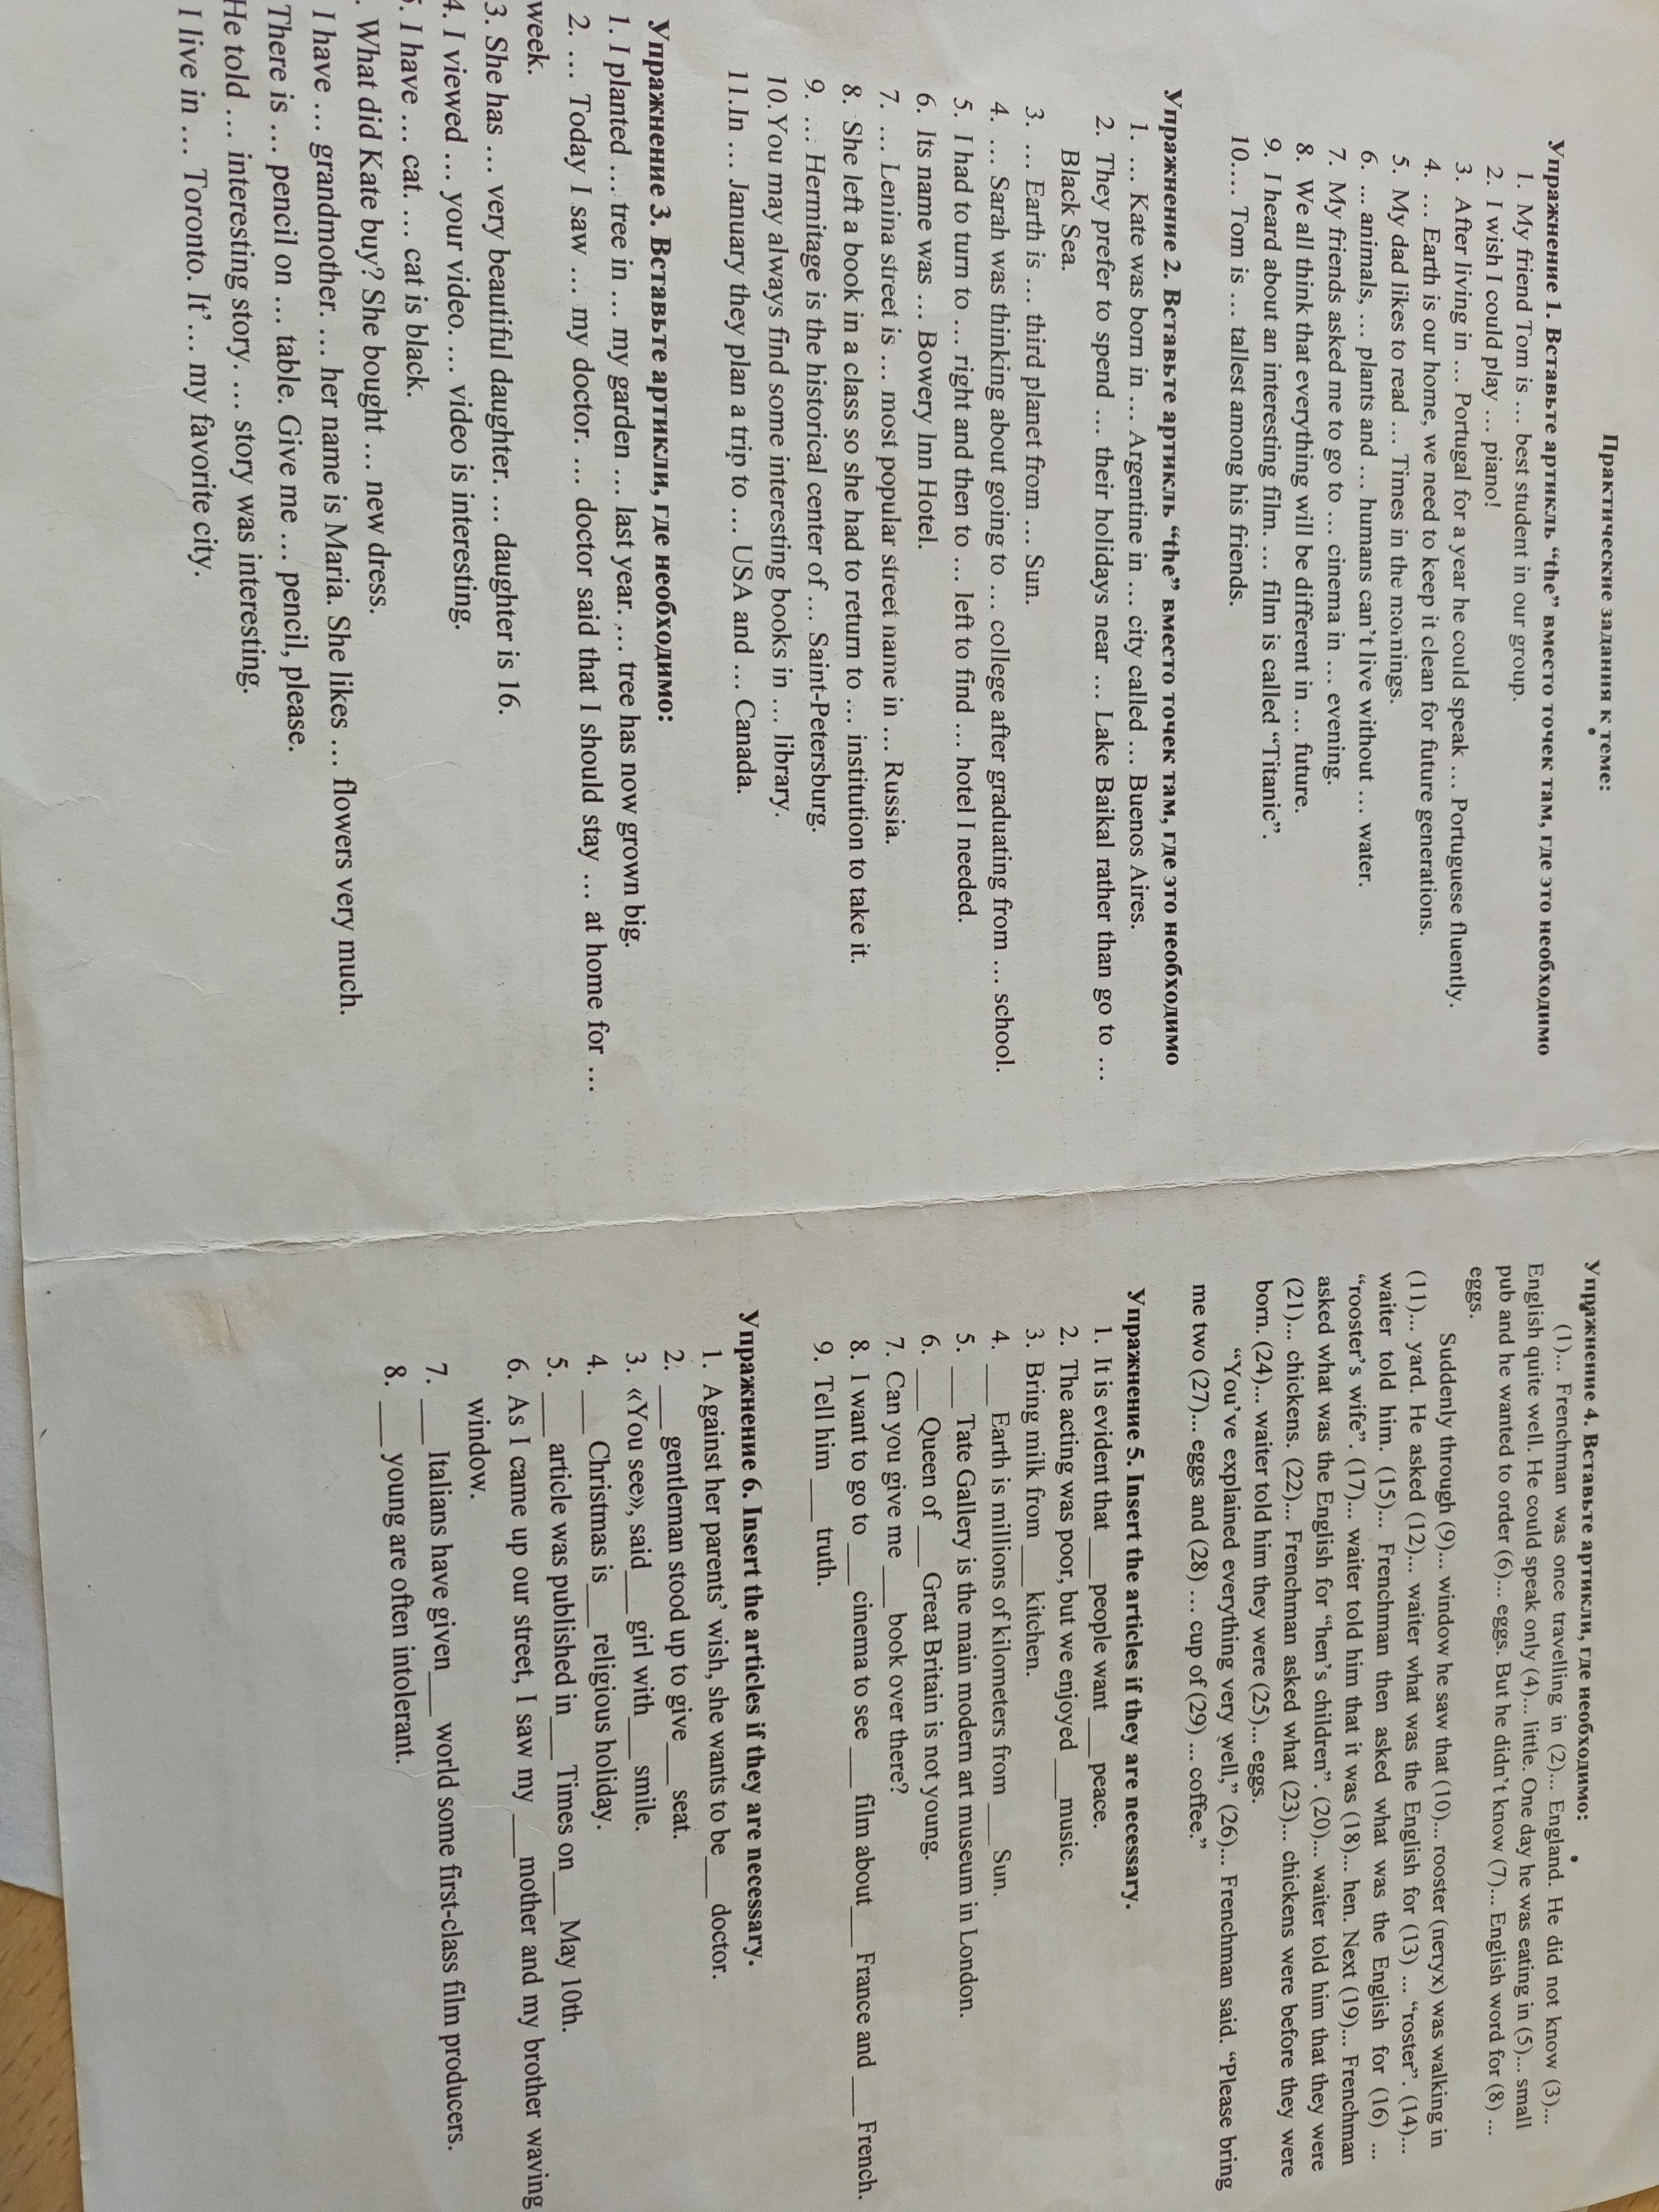 Практические задания к теме:
Упражнение 1. Вставьте артикль “the” вместо точек там, где это необходимо
1. My friend Tom is … best student in our group.
2. I wish I could play … piano!
3. After living in … Portugal for a year he could speak … Portuguese fluently.
4. … Earth is our home, we need to keep it clean for future generations.
5. My dad likes to read … Times in the mornings.
6. … animals, … plants and … humans can’t live without … water.
7. My friends asked me to go to … cinema in … evening.
8. We all think that everything will be different in … future.
9. I heard about an interesting film. … film is called “Titanic”.
10.… Tom is … tallest among his friends.
Упражнение 2. Вставьте артикль “the” вместо точек там, где это необходимо
1. … Kate was born in … Argentine in … city called … Buenos Aires.
2. They prefer to spend … their holidays near … Lake Baikal rather than go to …
Black Sea.
3. … Earth is … third planet from … Sun.
4. … Sarah was thinking about going to … college after graduating from … school.
5. I had to turn to … right and then to … left to find … hotel I needed.
6. Its name was … Bowery Inn Hotel.
7. … Lenina street is … most popular street name in … Russia.
8. She left a book in a class so she had to return to … institution to take it.
9. … Hermitage is the historical center of … Saint-Petersburg.
10.You may always find some interesting books in … library.
11.In … January they plan a trip to … USA and … Canada.
Упражнение 3. Вставьте артикли, где необходимо:
1. I planted … tree in … my garden … last year. … tree has now grown big.
2. … Today I saw … my doctor. … doctor said that I should stay … at home for …
week.
3. She has … very beautiful daughter. … daughter is 16.
4. I viewed … your video. … video is interesting.
. I have … cat. … cat is black.
. What did Kate buy? She bought … new dress.
I have … grandmother. … her name is Maria. She likes … flowers very much.
There is … pencil on … table. Give me … pencil, please.
He told … interesting story. … story was interesting.
I live in … Toronto. It’… my favorite city.
Упражнение 4. Вставьте артикли, где необходимо:
(1)... Frenchman was once travelling in (2)... England. He did not know (3)...
English quite well. He could speak only (4)... little. One day he was eating in (5)... small
pub and he wanted to order (6)... eggs. But he didn’t know (7)... English word for (8) ...
eggs.
Suddenly through (9)... window he saw that (10)... rooster (петух) was walking in
(11)... yard. He asked (12)... waiter what was the English for (13) ... “roster”. (14)...
waiter told him. (15)... Frenchman then asked what was the English for (16) ...
“rooster’s wife”. (17)... waiter told him that it was (18)... hen. Next (19)... Frenchman
asked what was the English for “hen’s children”. (20)... waiter told him that they were
(21)... chickens. (22)... Frenchman asked what (23)... chickens were before they were
born. (24)... waiter told him they were (25)... eggs.
“You’ve explained everything very well,” (26)... Frenchman said. “Please bring
me two (27)... eggs and (28) … cup of (29) ... coffee.”
Упражнение 5. Insert the articles if they are necessary.
1. It is evident that ___ people want ___ peace.
2. The acting was poor, but we enjoyed ___ music.
3. Bring milk from ___ kitchen.
4. ___ Earth is millions of kilometers from ___ Sun.
5. ___ Tate Gallery is the main modern art museum in London.
6. ___ Queen of ___ Great Britain is not young.
7. Can you give me ___ book over there?
8. I want to go to ___ cinema to see ___ film about ___ France and ___ French.
9. Tell him ___ truth.
Упражнение 6. Insert the articles if they are necessary.
1. Against her parents’ wish, she wants to be___ doctor.
2. ___ gentleman stood up to give___ seat.
3. «You see», said___ girl with___ smile.
4. ___ Christmas is___ religious holiday.
5. ___ article was published in___ Times on___ May 10th.
6. As I came up our street, I saw my ___mother and my brother waving
window.
7. ___ Italians have given___ world some first-class film producers.
8. ___ young are often intolerant.